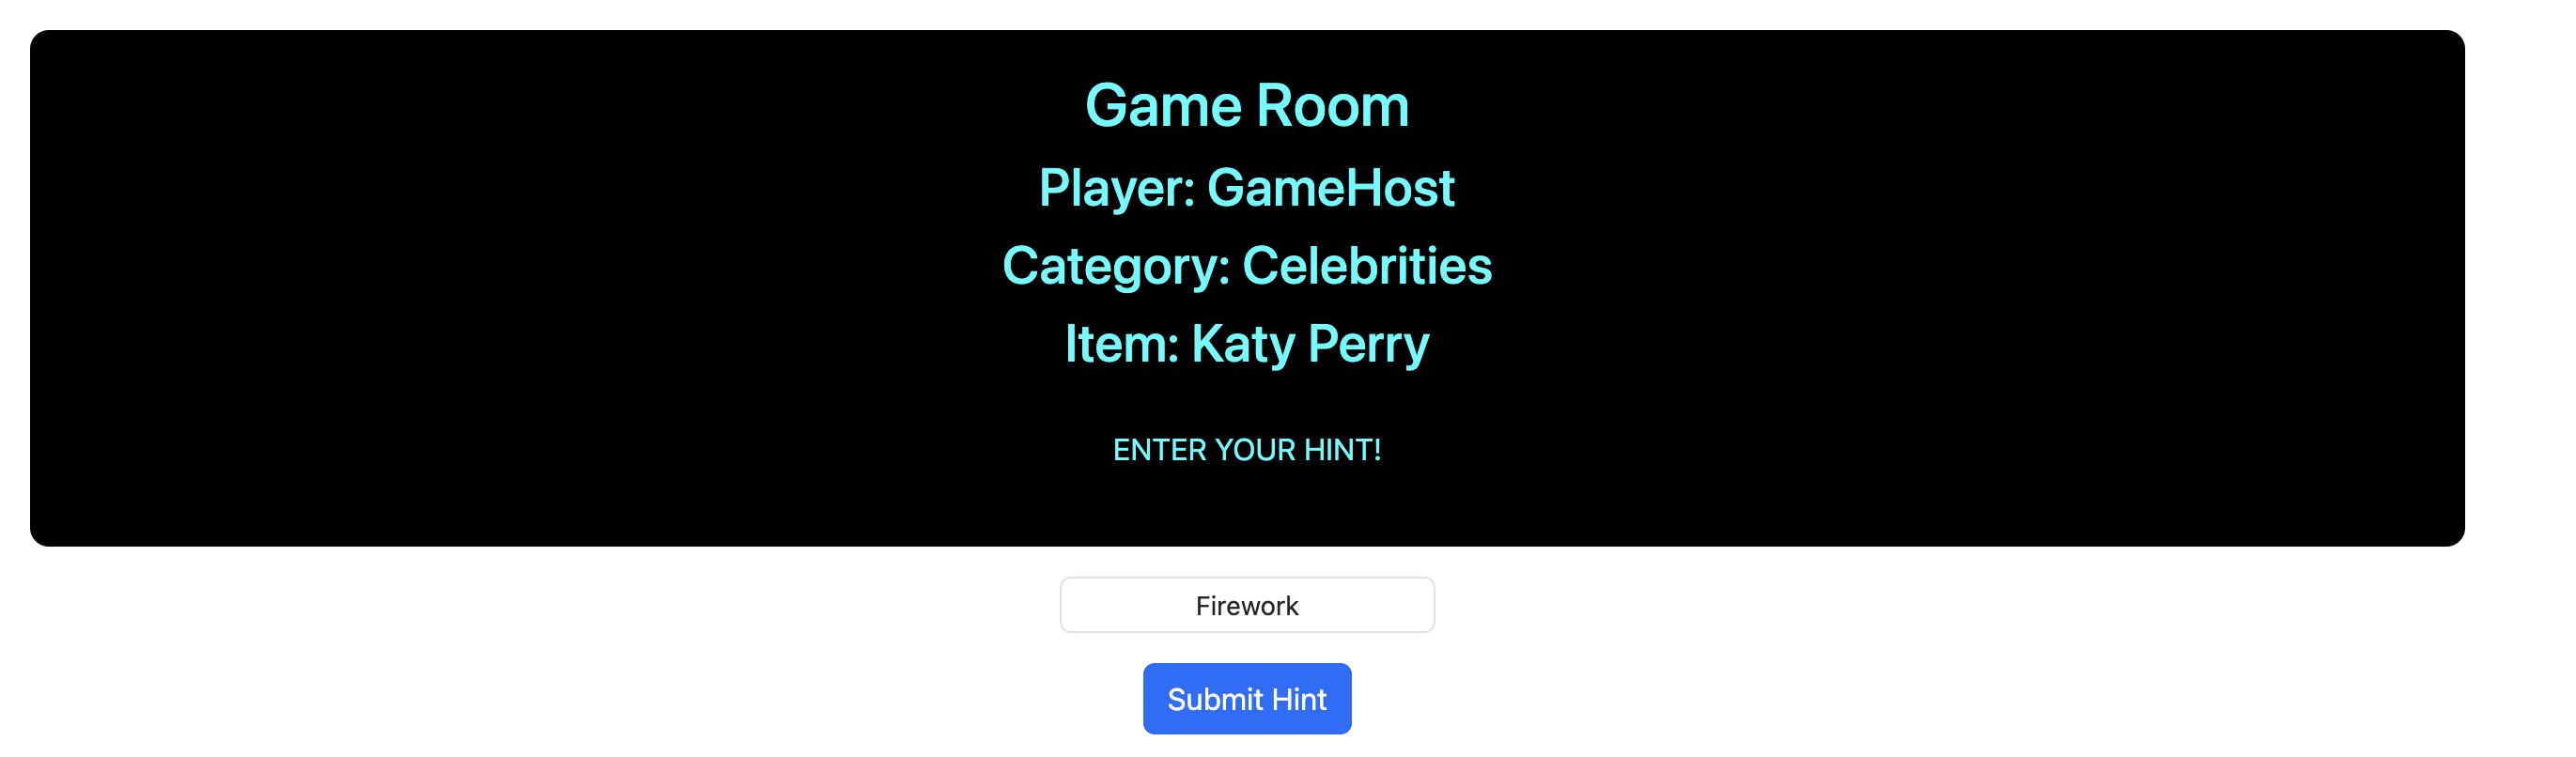 Game Room
Player: GameHost
Category: Celebrities
Item: Katy Perry
ENTER YOUR HINT!
Firework
Submit Hint